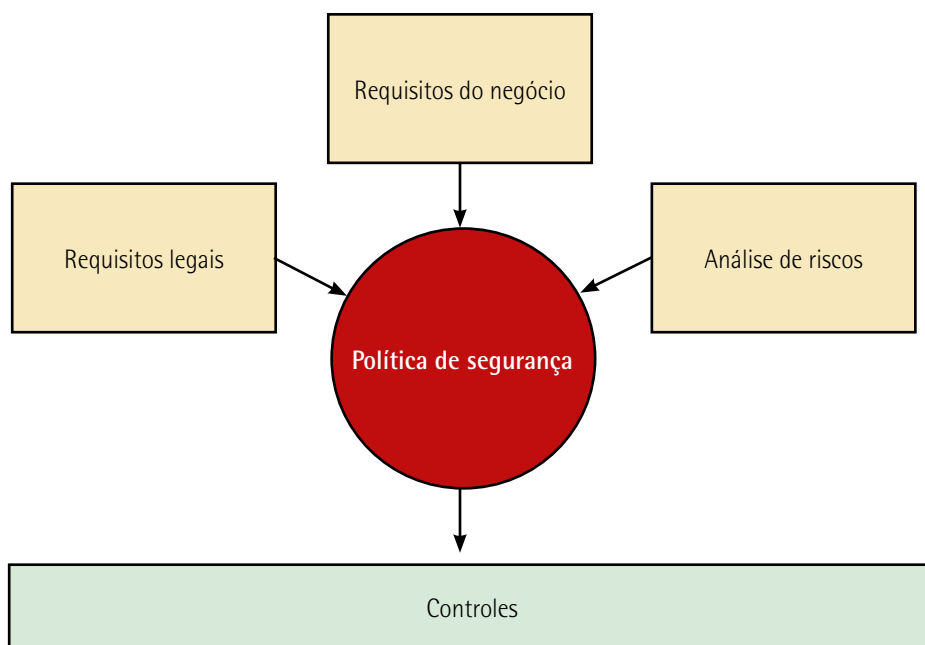 Requisitos do negócio
Requisitos legais
Análise de riscos
Política de segurança
Controles